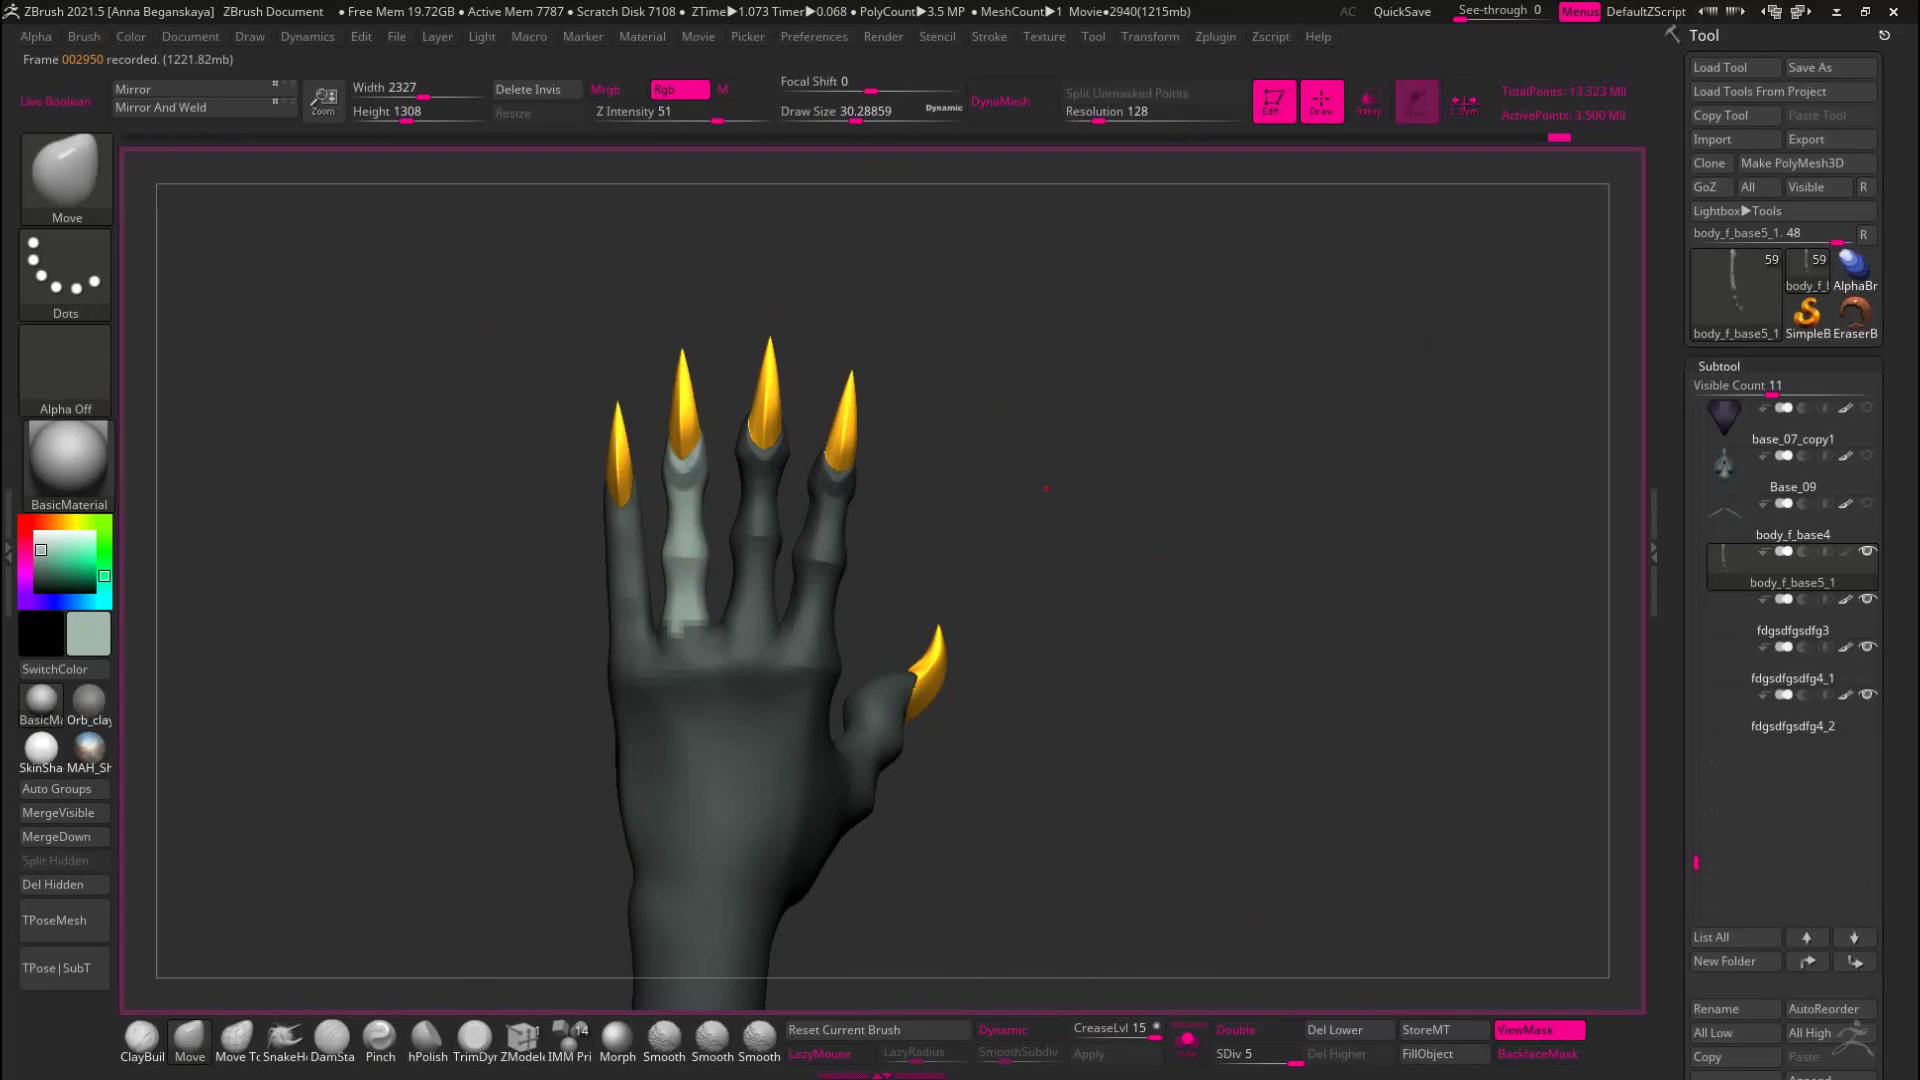 ZBrush 2021.5 [Anna Beganskaya] ZBrush Document • Free Mem 19.72GB • Active Mem 7787 • Scratch Disk 7108 • ZTime▶1.073 Timer▶0.068 • PolyCount▶3.5 MP • MeshCount▶1 Movie●2940(1215mb) AC QuickSave See-through 0 Menus DefaultZScript
Alpha Brush Color Document Draw Dynamics Edit File Layer Light Macro Marker Material Movie Picker Preferences Render Stencil Stroke Texture Tool Transform Zplugin Zscript Help
Frame 002950 recorded. (1221.82mb)
Live Boolean
Mirror
Mirror And Weld
Zoom
Width 2327
Height 1308
Delete Invis
Resize
Mrgb Rgb M
Z Intensity 51
Focal Shift 0
Draw Size 30.28859 Dynamic
DynaMesh
Split Unmasked Points
Resolution 128
Edit Draw Transp L.Sym
TotalPoints: 13.323 Mil
ActivePoints: 3.500 Mil
Move
Dots
Alpha Off
BasicMaterial
SwitchColor
BasicMa Orb_clay
SkinSha MAH_Sh
Auto Groups
MergeVisible
MergeDown
Split Hidden
Del Hidden
TPoseMesh
TPose|SubT
Tool
Load Tool Save As
Load Tools From Project
Copy Tool Paste Tool
Import Export
Clone Make PolyMesh3D
GoZ All Visible R
Lightbox▶Tools
body_f_base5_1. 48 R
59 59
body_f_l AlphaBr
body_f_base5_1 SimpleB EraserB
Subtool
Visible Count 11
base_07_copy1
Base_09
body_f_base4
body_f_base5_1
fdgsdfgsdfg3
fdgsdfgsdfg4_1
fdgsdfgsdfg4_2
List All
New Folder
Rename AutoReorder
All Low All High
Copy Paste
ClayBuil Move Move To SnakeH DamSta Pinch hPolish TrimDyn ZModele 1 IMM Pri 14 Morph Smooth Smooth Smooth
Reset Current Brush
LazyMouse LazyRadius
Dynamic
SmoothSubdiv
CreaseLvl 15
Apply
Solo
Double Del Lower StoreMT ViewMask
SDiv 5 Del Higher FillObject BackfaceMask